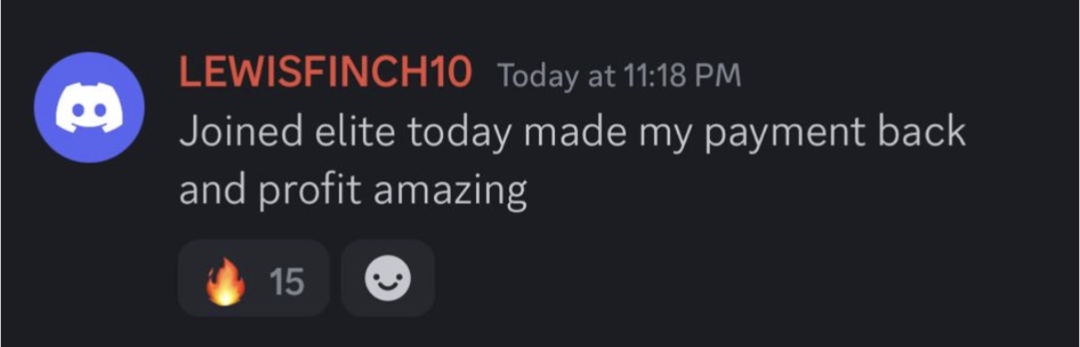 LEWISFINCH10 Today at 11:18 PM
Joined elite today made my payment back
and profit amazing
🔥 15